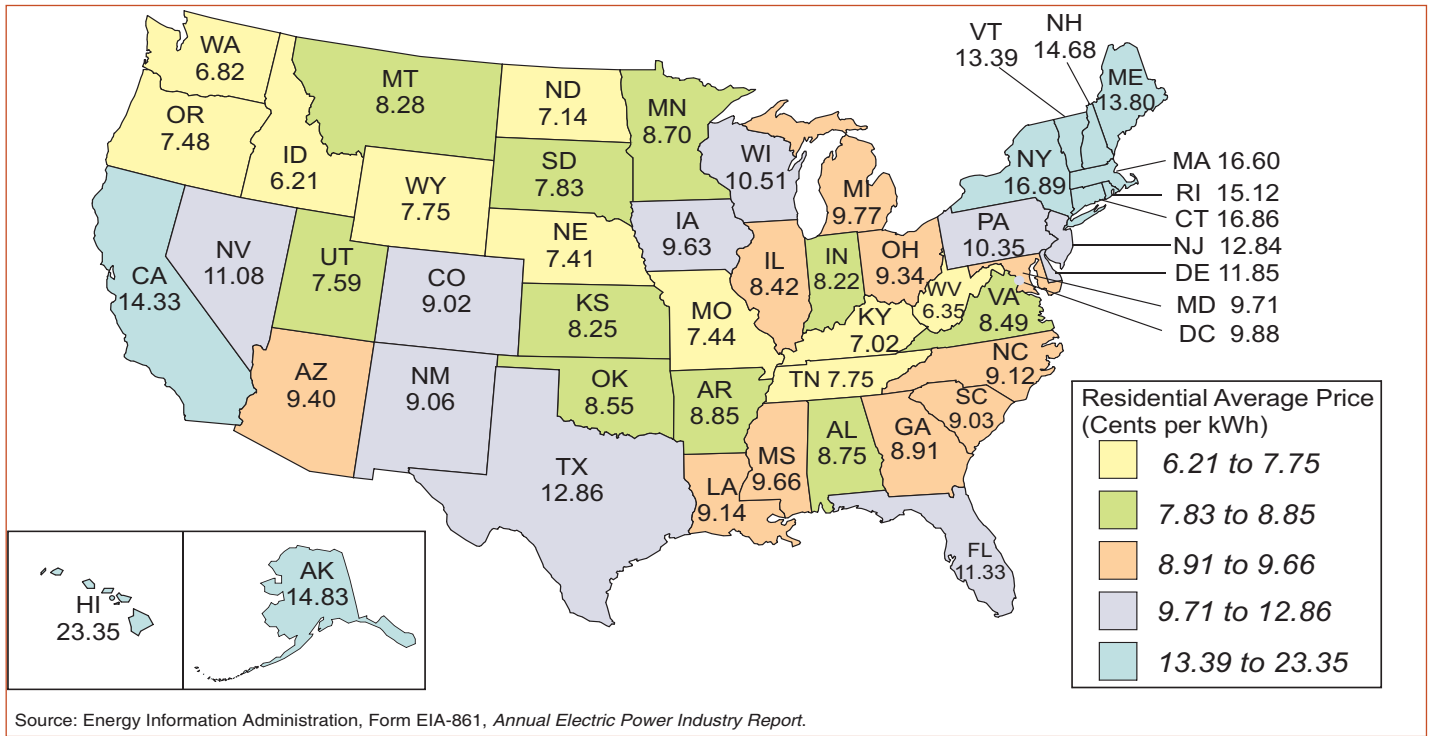 WA
6.82
OR
7.48
ID
6.21
MT
8.28
WY
7.75
ND
7.14
SD
7.83
NE
7.41
MN
8.70
WI
10.51
IA
9.63
MI
9.77
CA
14.33
NV
11.08
UT
7.59
CO
9.02
KS
8.25
MO
7.44
IL
8.42
IN
8.22
OH
9.34
KY
7.02
WV
6.35
VA
8.49
PA
10.35
NY
16.89
VT
13.39
NH
14.68
ME
13.80
MA 16.60
RI 15.12
CT 16.86
NJ 12.84
DE 11.85
MD 9.71
DC 9.88
AZ
9.40
NM
9.06
OK
8.55
AR
8.85
TN 7.75
NC
9.12
SC
9.03
TX
12.86
LA
9.14
MS
9.66
AL
8.75
GA
8.91
FL
11.33
HI
23.35
AK
14.83
Residential Average Price
(Cents per kWh)
6.21 to 7.75
7.83 to 8.85
8.91 to 9.66
9.71 to 12.86
13.39 to 23.35
Source: Energy Information Administration, Form EIA-861, Annual Electric Power Industry Report.